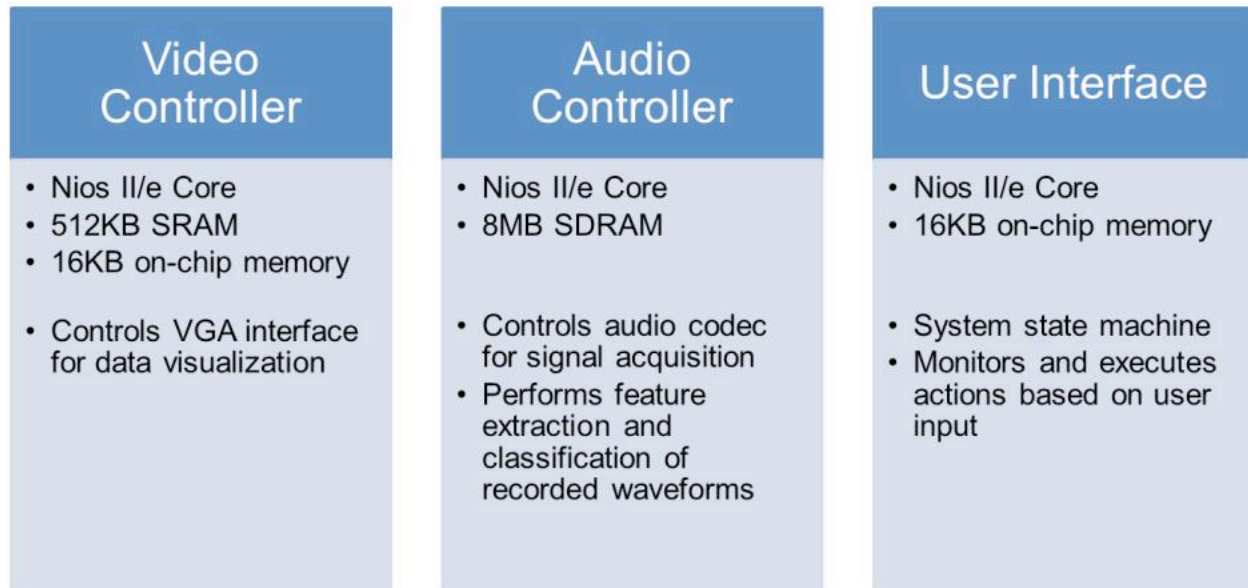 Video
Controller
• Nios II/e Core
• 512KB SRAM
• 16KB on-chip memory
• Controls VGA interface
for data visualization
Audio
Controller
• Nios II/e Core
• 8MB SDRAM
• Controls audio codec
for signal acquisition
• Performs feature
extraction and
classification of
recorded waveforms
User Interface
• Nios II/e Core
• 16KB on-chip memory
• System state machine
• Monitors and executes
actions based on user
input